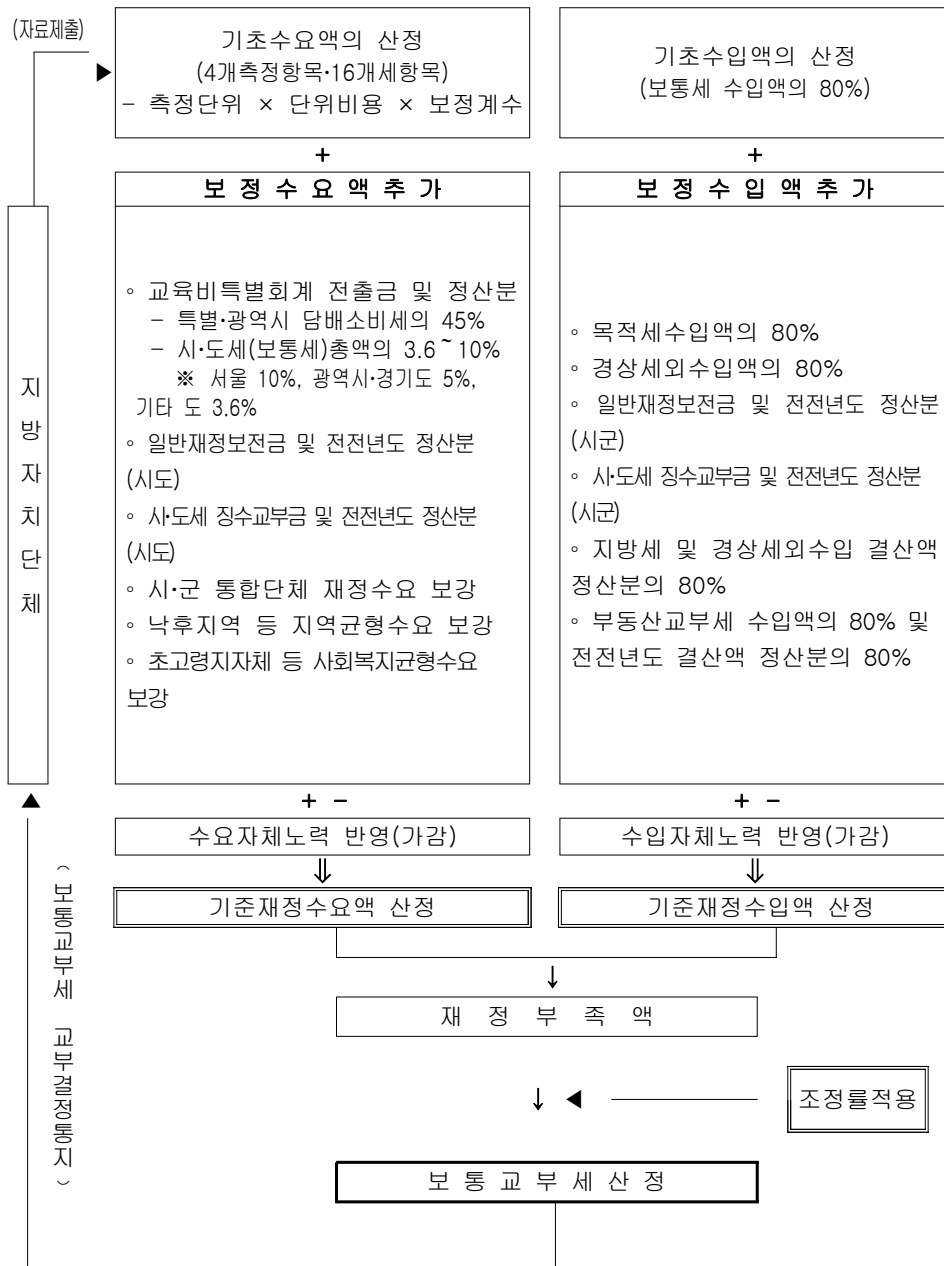 (자료제출)
기초수요액의 산정
(4개측정항목·16개세항목)
- 측정단위 × 단위비용 × 보정계수
기초수입액의 산정
(보통세 수입액의 80%)
+
+
보 정 수 요 액 추 가
보 정 수 입 액 추 가
◦ 교육비특별회계 전출금 및 정산분
- 특별·광역시 담배소비세의 45%
- 시·도세(보통세)총액의 3.6~10%
※ 서울 10%, 광역시·경기도 5%,
기타 도 3.6%
◦ 일반재정보전금 및 전전년도 정산분
(시도)
◦ 시·도세 징수교부금 및 전전년도 정산분
(시도)
◦ 시·군 통합단체 재정수요 보강
◦ 낙후지역 등 지역균형수요 보강
◦ 초고령지자체 등 사회복지균형수요
보강
◦ 목적세수입액의 80%
◦ 경상세외수입액의 80%
◦ 일반재정보전금 및 전전년도 정산분
(시군)
◦ 시·도세 징수교부금 및 전전년도 정산분
(시군)
◦ 지방세 및 경상세외수입 결산액
정산분의 80%
◦ 부동산교부세 수입액의 80% 및
전전년도 결산액 정산분의 80%
지방자치단체
+ -
+ -
수요자체노력 반영(가감)
수입자체노력 반영(가감)
⇓
⇓
기준재정수요액 산정
기준재정수입액 산정
↓
재 정 부 족 액
↓ ◀
조정률적용
보 통 교 부 세 산 정
(보통교부세 교부결정통지)